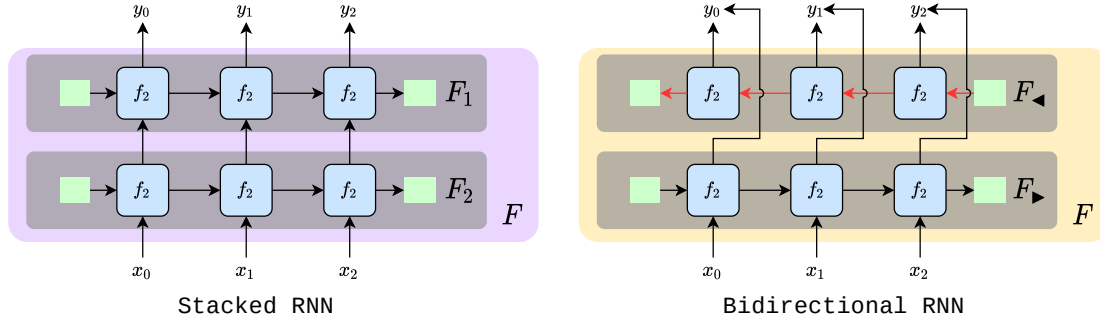 y₀ y₁ y₂
f₂ f₂ f₂ F₁
f₂ f₂ f₂ F₂
F
x₀ x₁ x₂
Stacked RNN
y₀ y₁ y₂
f₂ f₂ f₂ F◄
f₂ f₂ f₂ F►
F
x₀ x₁ x₂
Bidirectional RNN